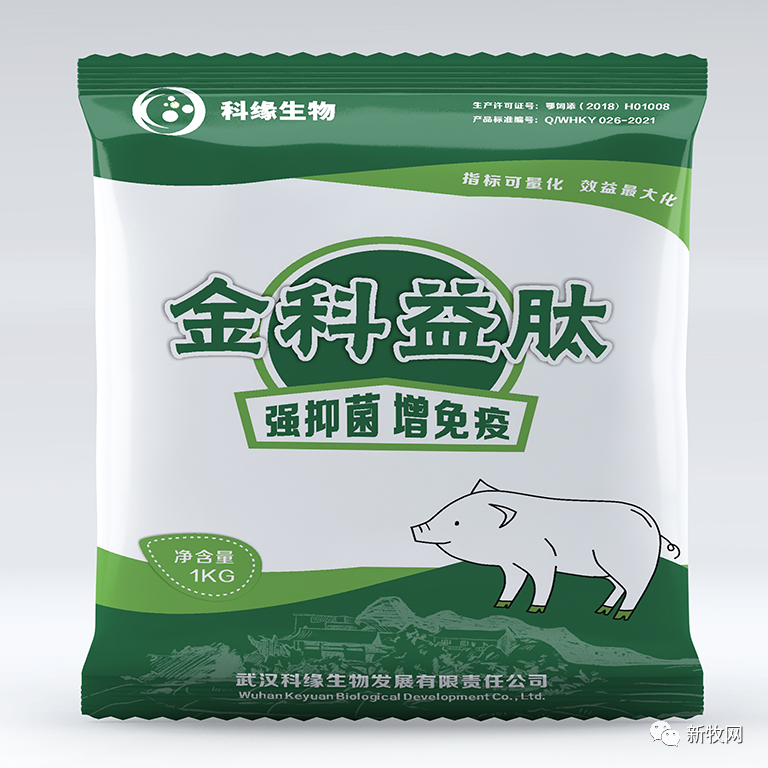 科缘生物
生产许可证号：鄂饲添（2018）H01008
产品标准编号：Q/WHKY 026-2021
指标可量化 效益最大化
金科益肽
强抑菌 增免疫
净含量
1KG
武汉科缘生物发展有限责任公司
Wuhan Keyuan Biological Development Co., Ltd.
新牧网